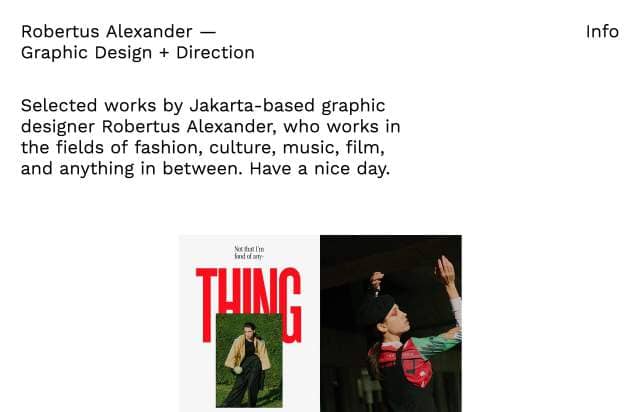 Robertus Alexander —
Graphic Design + Direction
Info
Selected works by Jakarta-based graphic
designer Robertus Alexander, who works in
the fields of fashion, culture, music, film,
and anything in between. Have a nice day.
Not that I'm
fond of any-
THING